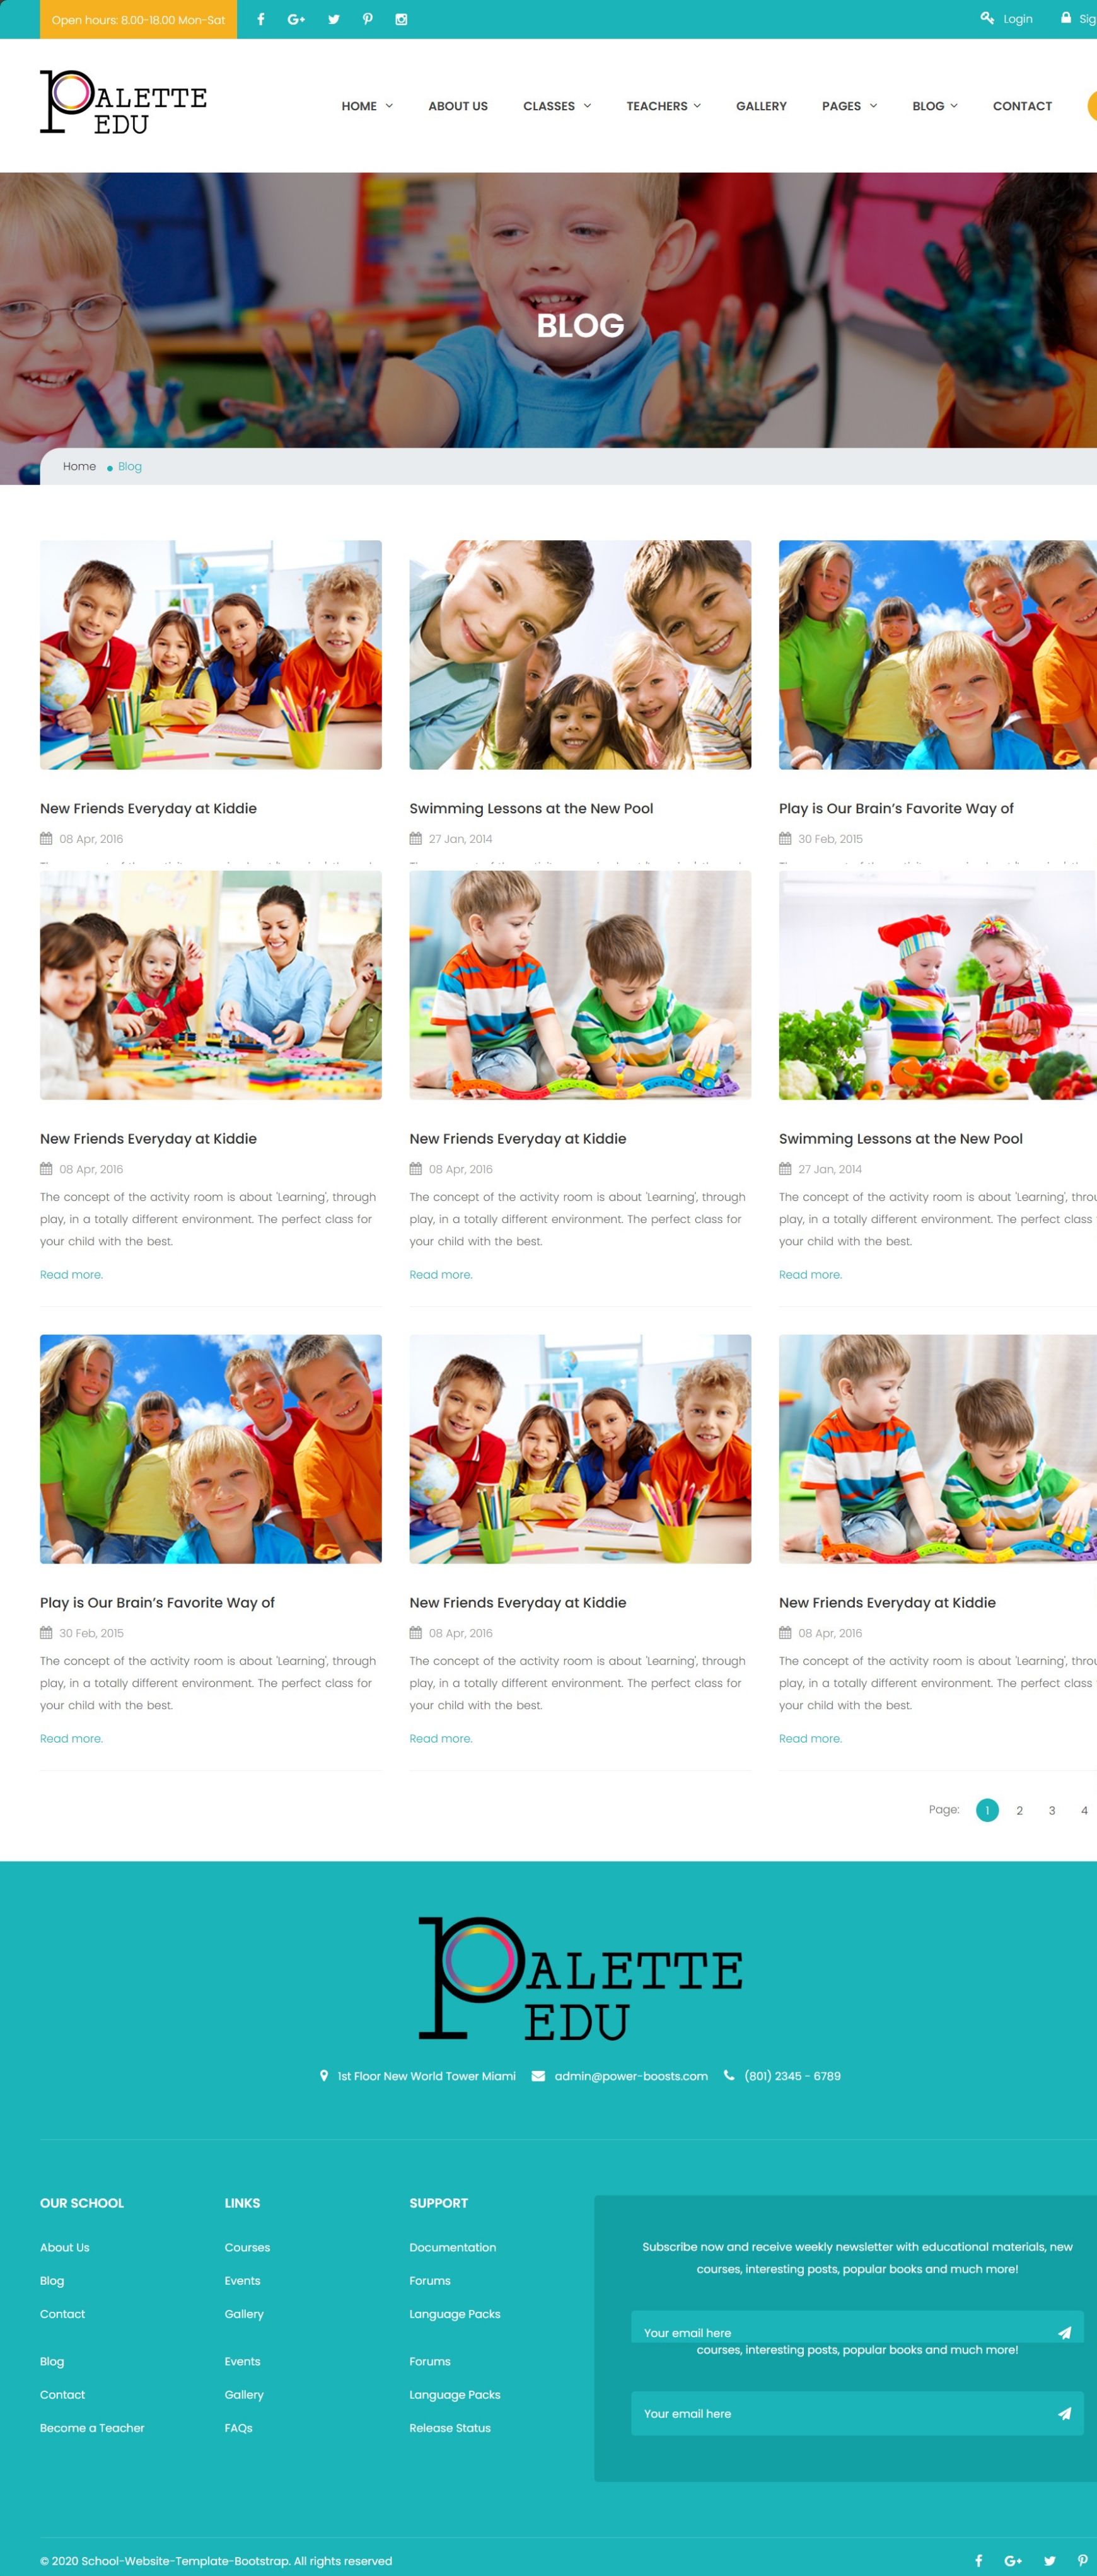 Open hours: 8.00-18.00 Mon-Sat
Login
PALETTE
EDU
HOME ABOUT US CLASSES TEACHERS GALLERY PAGES BLOG CONTACT
BLOG
Home Blog
New Friends Everyday at Kiddie
08 Apr, 2016
Swimming Lessons at the New Pool
27 Jan, 2014
Play is Our Brain's Favorite Way of
30 Feb, 2015
New Friends Everyday at Kiddie
08 Apr, 2016
The concept of the activity room is about 'Learning', through
play, in a totally different environment. The perfect class for
your child with the best.
Read more.
New Friends Everyday at Kiddie
08 Apr, 2016
The concept of the activity room is about 'Learning', through
play, in a totally different environment. The perfect class for
your child with the best.
Read more.
Swimming Lessons at the New Pool
27 Jan, 2014
The concept of the activity room is about 'Learning', throu
play, in a totally different environment. The perfect class
your child with the best.
Read more.
Play is Our Brain's Favorite Way of
30 Feb, 2015
The concept of the activity room is about 'Learning', through
play, in a totally different environment. The perfect class for
your child with the best.
Read more.
New Friends Everyday at Kiddie
08 Apr, 2016
The concept of the activity room is about 'Learning', through
play, in a totally different environment. The perfect class for
your child with the best.
Read more.
New Friends Everyday at Kiddie
08 Apr, 2016
The concept of the activity room is about 'Learning', throu
play, in a totally different environment. The perfect class
your child with the best.
Read more.
Page: 1 2 3 4
PALETTE
EDU
1st Floor New World Tower Miami admin@power-boosts.com (801) 2345 - 6789
OUR SCHOOL
About Us
Blog
Contact
Blog
Contact
Become a Teacher
LINKS
Courses
Events
Gallery
Events
Gallery
FAQs
SUPPORT
Documentation
Forums
Language Packs
Forums
Language Packs
Release Status
Subscribe now and receive weekly newsletter with educational materials, new
courses, interesting posts, popular books and much more!
Your email here
courses, interesting posts, popular books and much more!
Your email here
© 2020 School-Website-Template-Bootstrap. All rights reserved